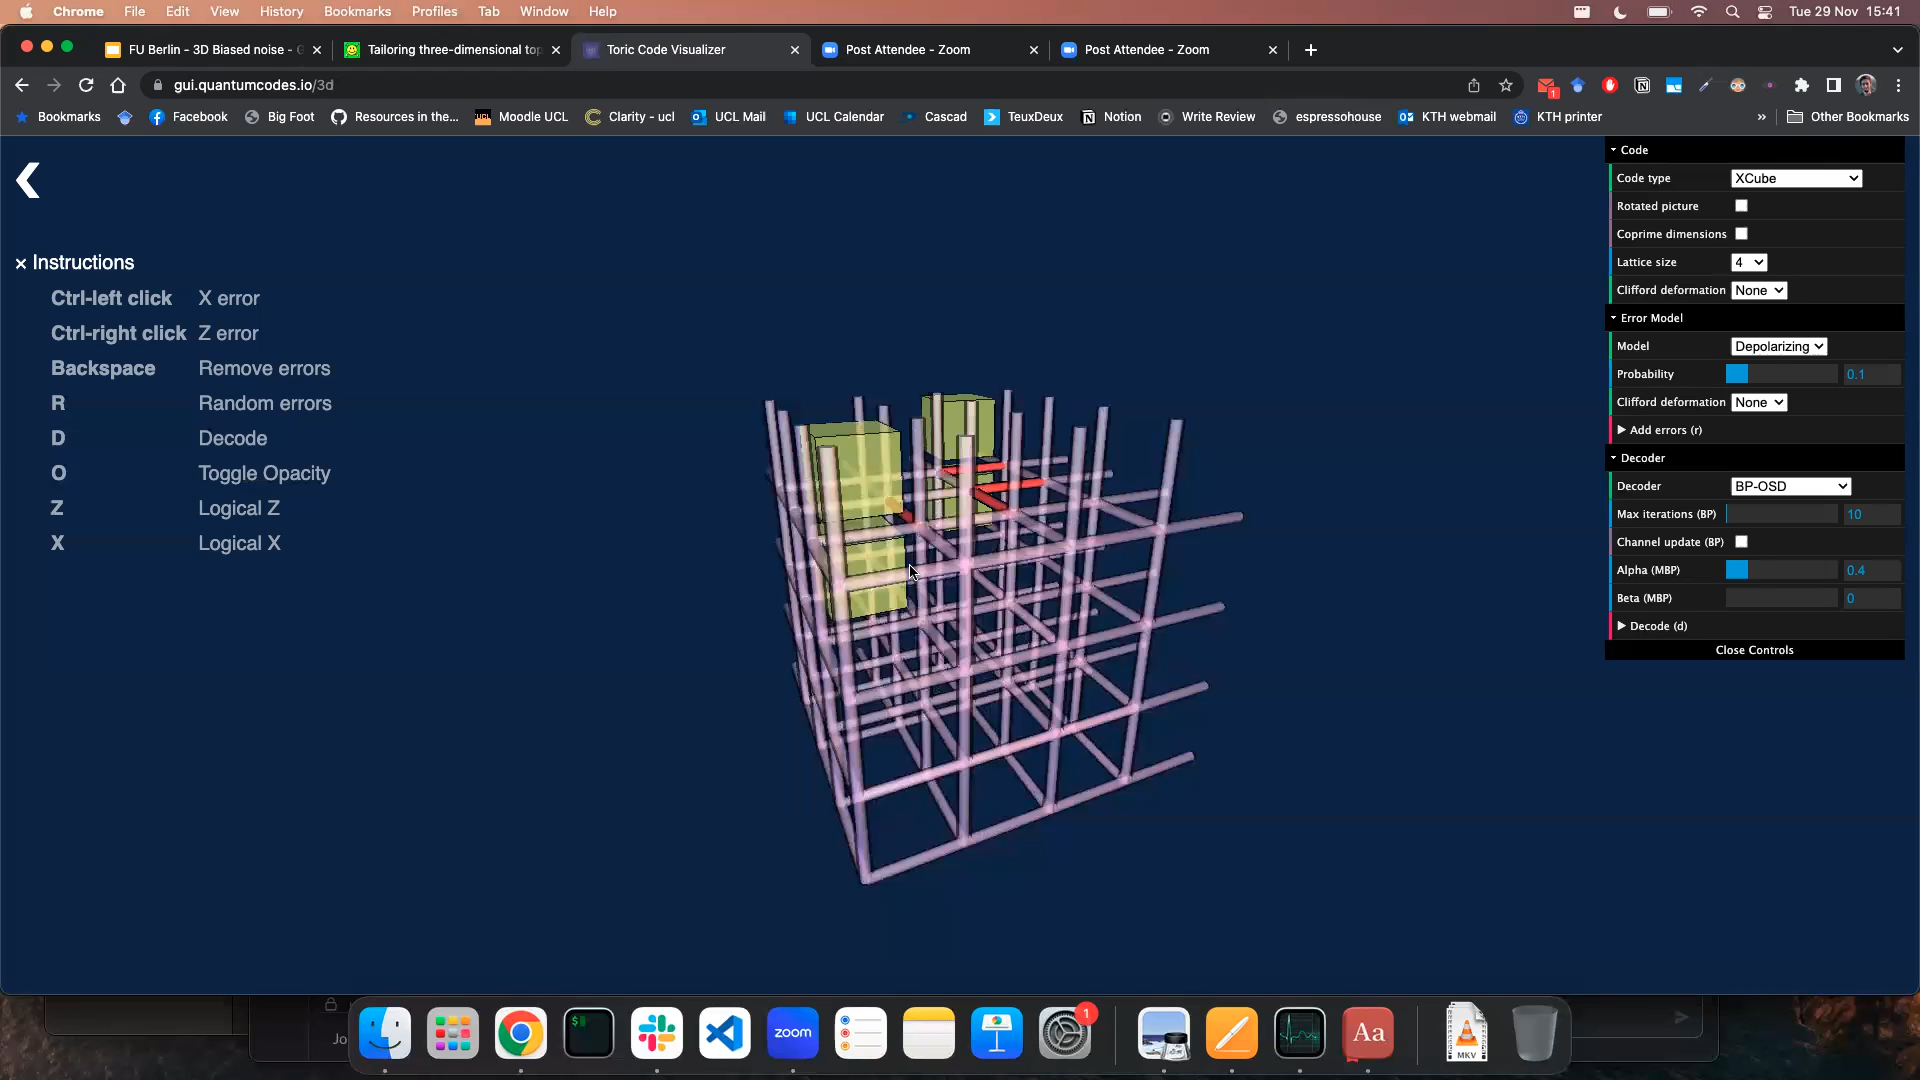 Chrome File Edit View History Bookmarks Profiles Tab Window Help Tue 29 Nov 15:41
FU Berlin - 3D Biased noise - G Tailoring three-dimensional top Toric Code Visualizer Post Attendee - Zoom Post Attendee - Zoom
gui.quantumcodes.io/3d 1
Bookmarks Facebook Big Foot Resources in the... UCL Moodle UCL Clarity - ucl UCL Mail UCL Calendar Cascad TeuxDeux Notion Write Review espressohouse KTH webmail KTH printer » Other Bookmarks
× Instructions
Ctrl-left click X error
Ctrl-right click Z error
Backspace Remove errors
R Random errors
D Decode
O Toggle Opacity
Z Logical Z
X Logical X
Code
Code type XCube
Rotated picture
Coprime dimensions
Lattice size 4
Clifford deformation None
Error Model
Model Depolarizing
Probability 0.1
Clifford deformation None
Add errors (r)
Decoder
Decoder BP-OSD
Max iterations (BP) 10
Channel update (BP)
Alpha (MBP) 0.4
Beta (MBP) 0
Decode (d)
Close Controls
Jo
$ zoom 1 Aa MKV